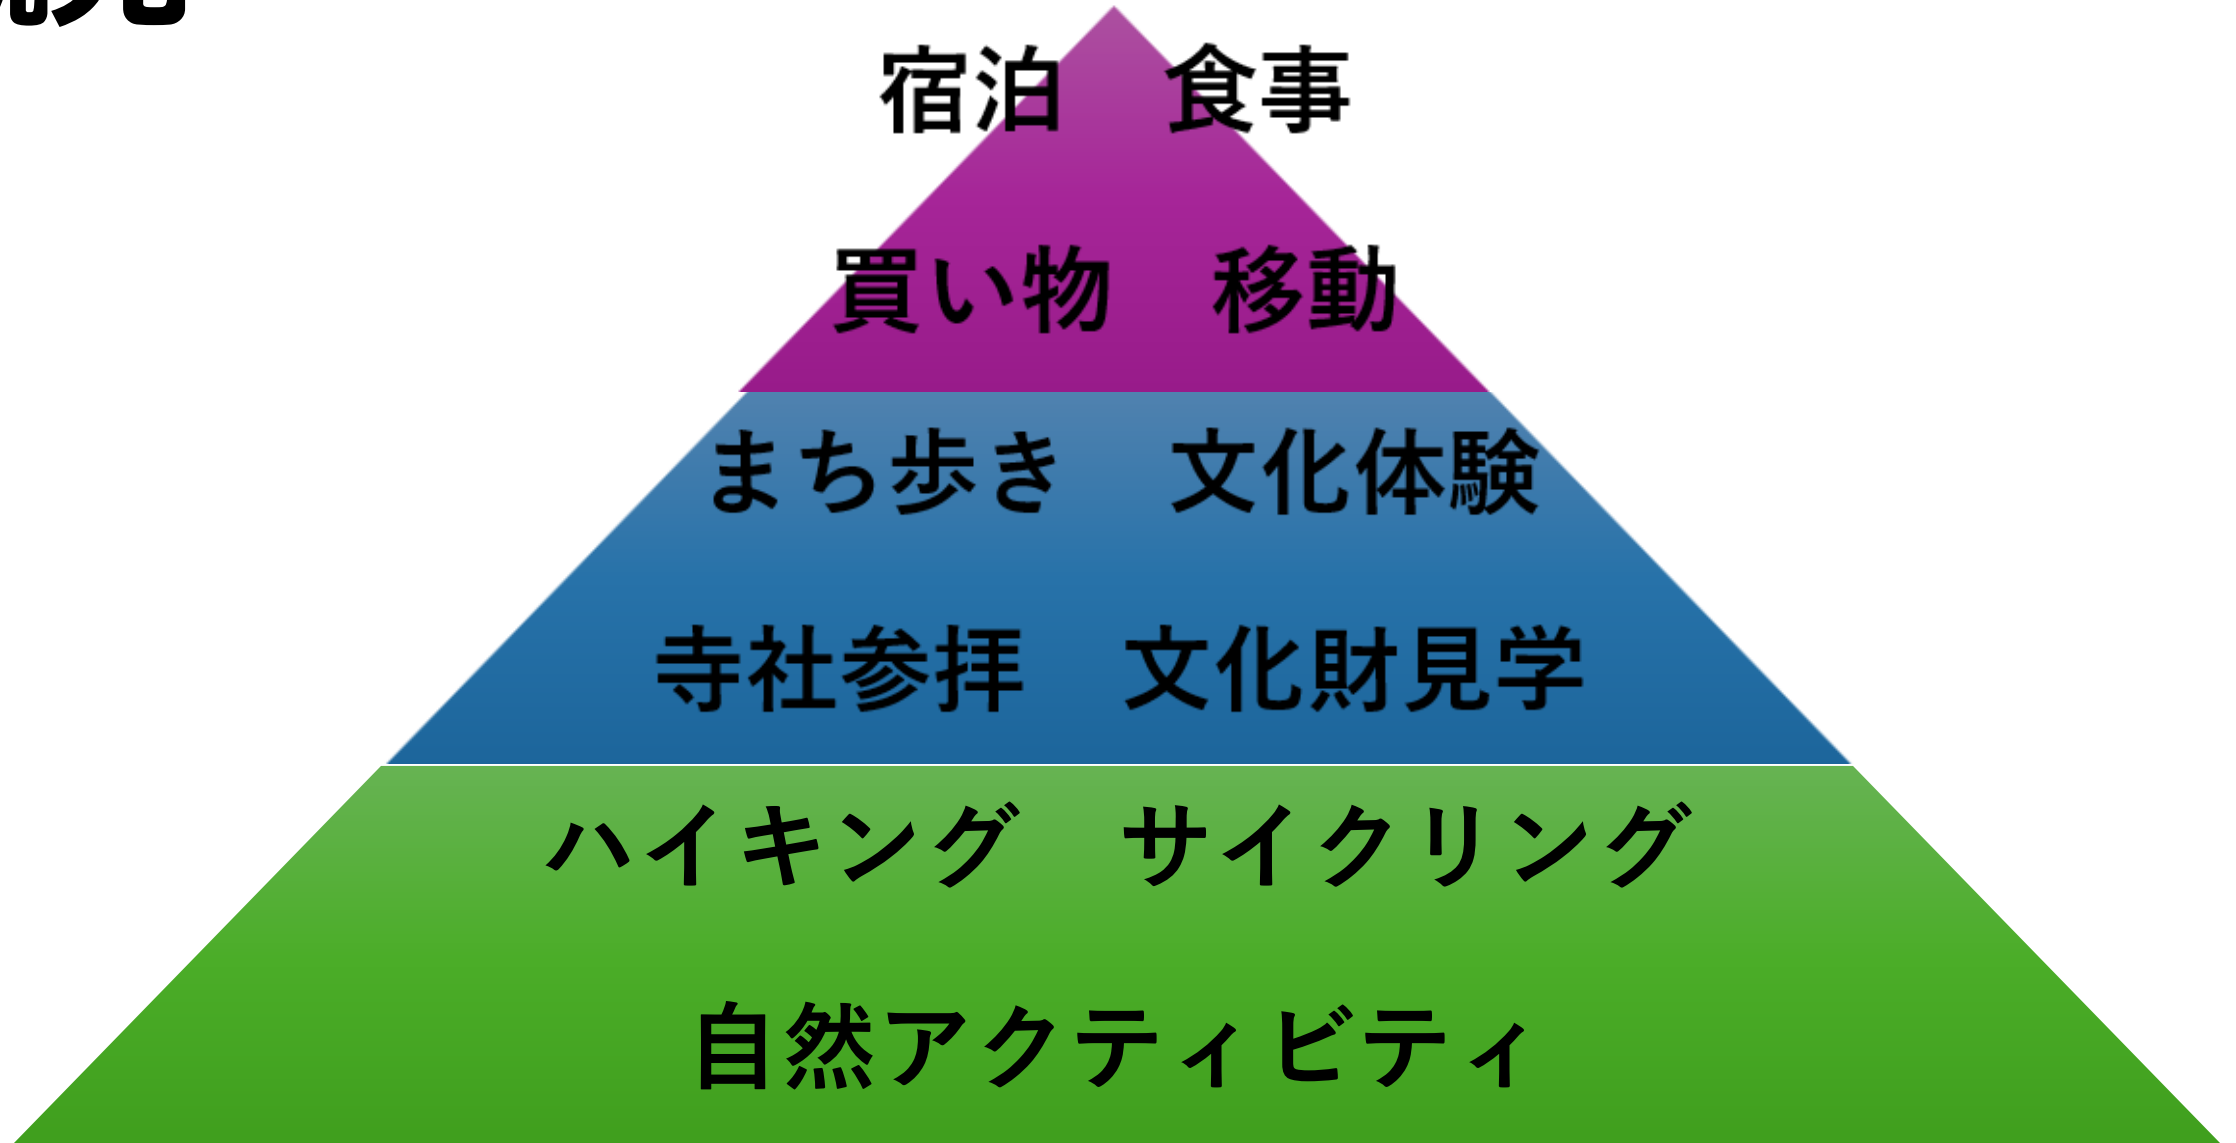 宿泊　食事
買い物　移動
まち歩き　文化体験
寺社参拝　文化財見学
ハイキング　サイクリング
自然アクティビティ